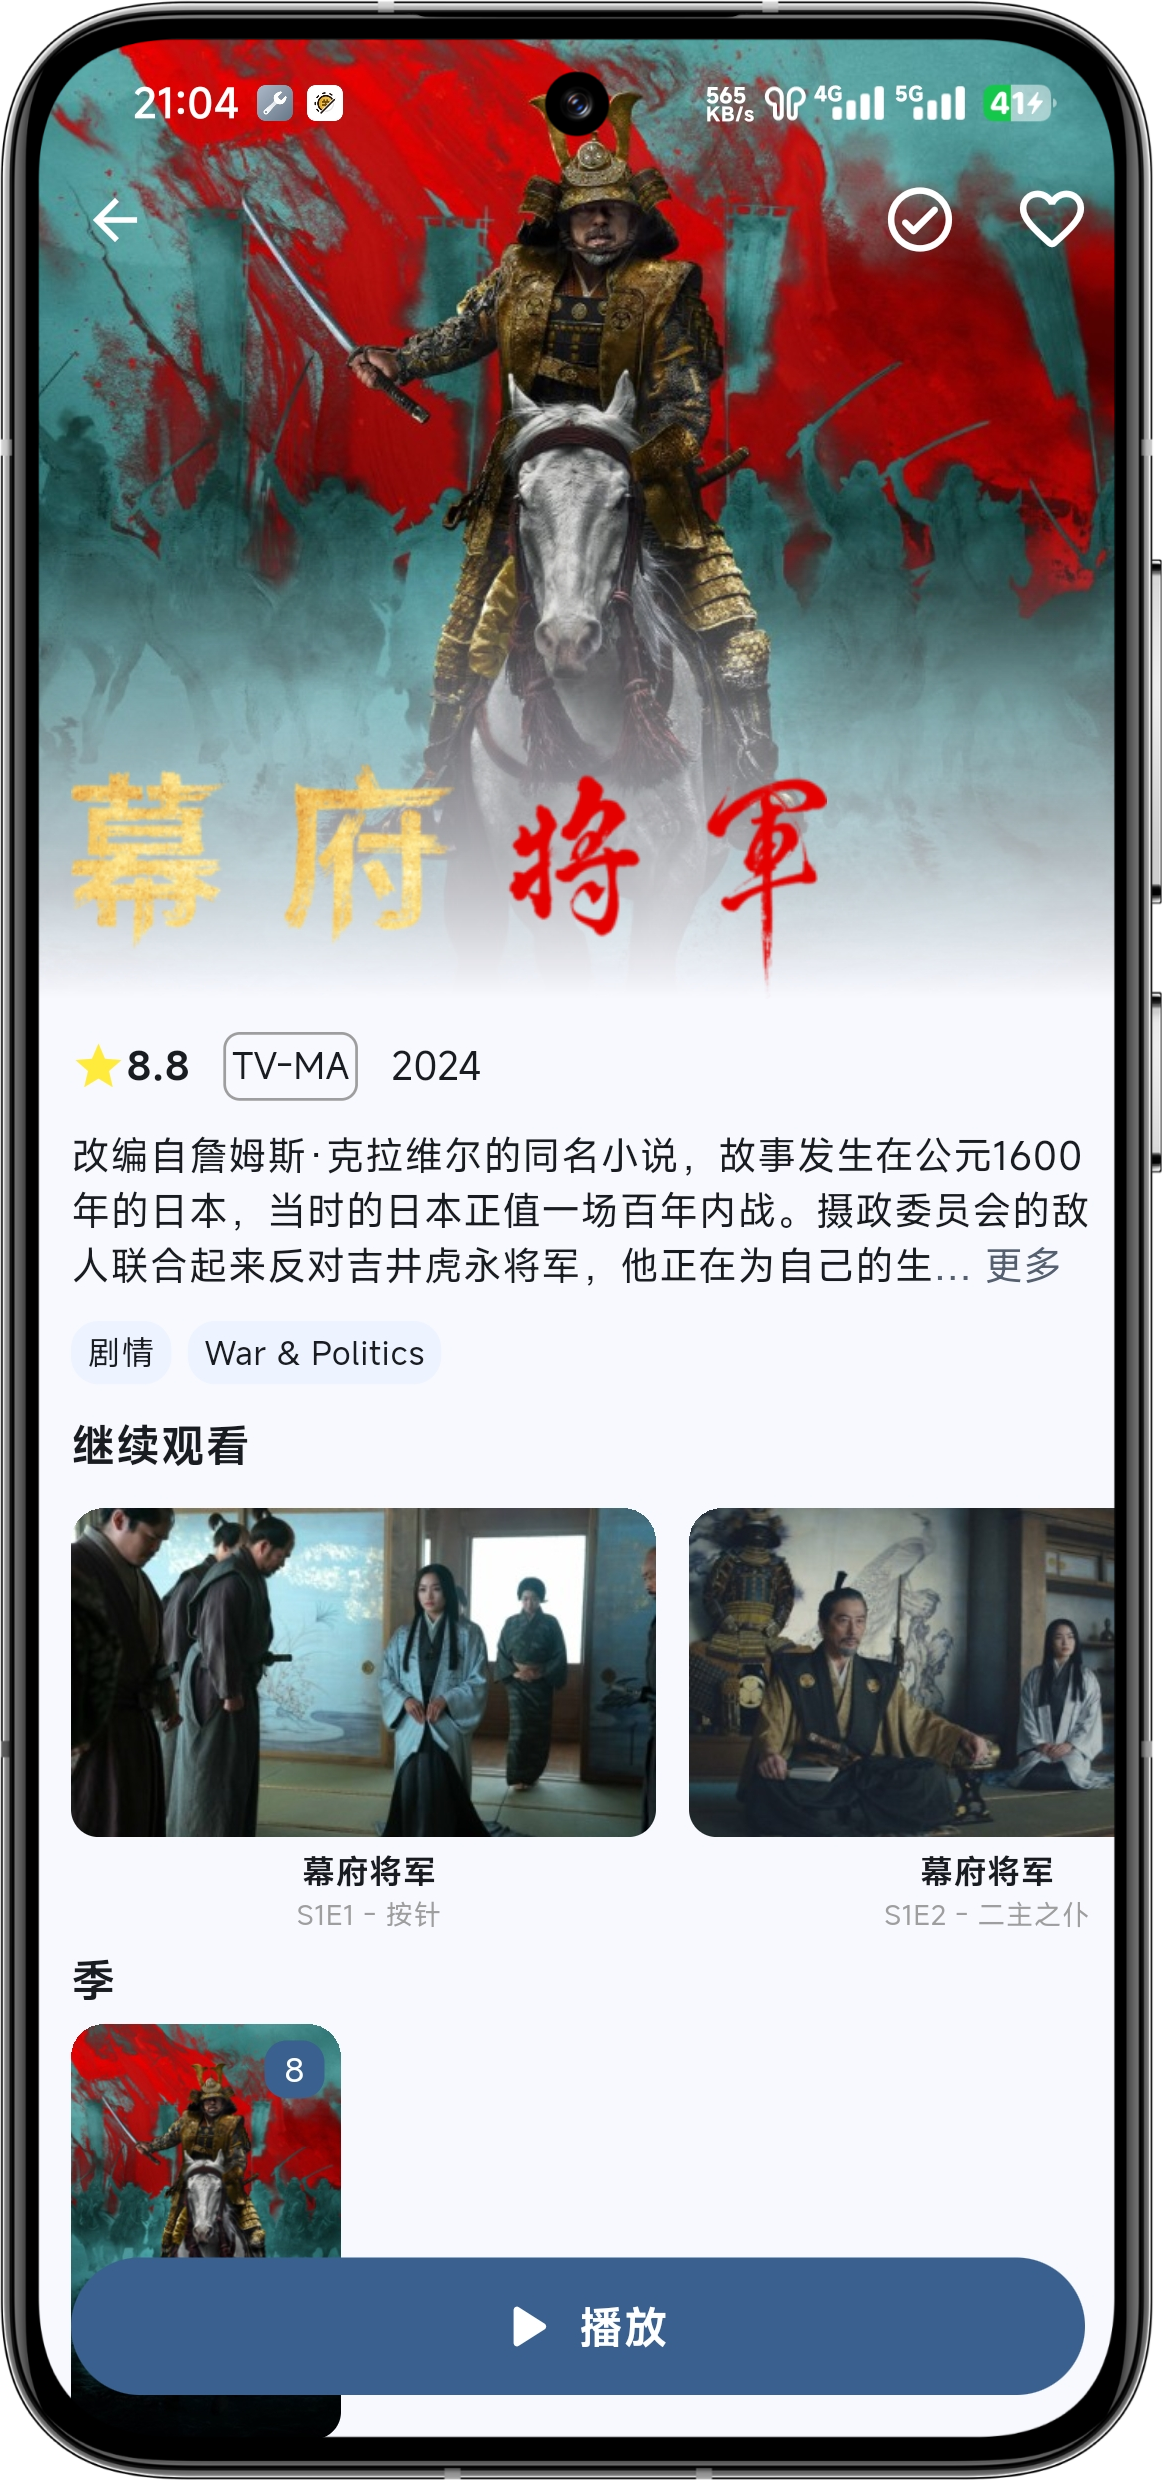 21:04
565 KB/s 4G 5G 41
幕府将軍
8.8 TV-MA 2024
改编自詹姆斯·克拉维尔的同名小说，故事发生在公元1600
年的日本，当时的日本正值一场百年内战。摄政委员会的敌
人联合起来反对吉井虎永将军，他正在为自己的生... 更多
剧情 War & Politics
继续观看
幕府将军
S1E1 - 按针
幕府将军
S1E2 - 二主之仆
季
8
播放